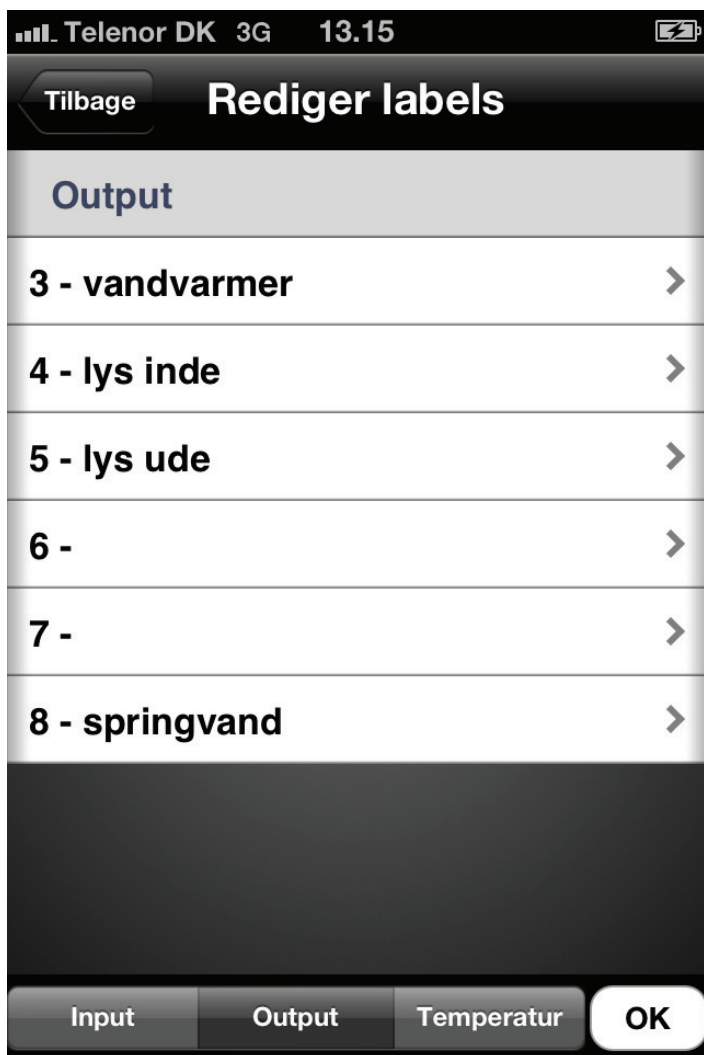 Telenor DK 3G 13.15
Tilbage Rediger labels
Output
3 - vandvarmer
4 - lys inde
5 - lys ude
6 -
7 -
8 - springvand
Input Output Temperatur OK